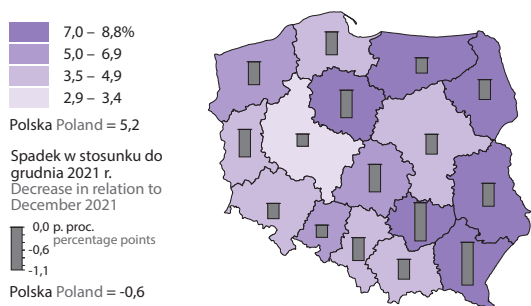 7,0 – 8,8%
5,0 – 6,9
3,5 – 4,9
2,9 – 3,4
Polska Poland = 5,2
Spadek w stosunku do
grudnia 2021 r.
Decrease in relation to
December 2021
0,0 p. proc.
percentage points
-0,6
-1,1
Polska Poland = -0,6